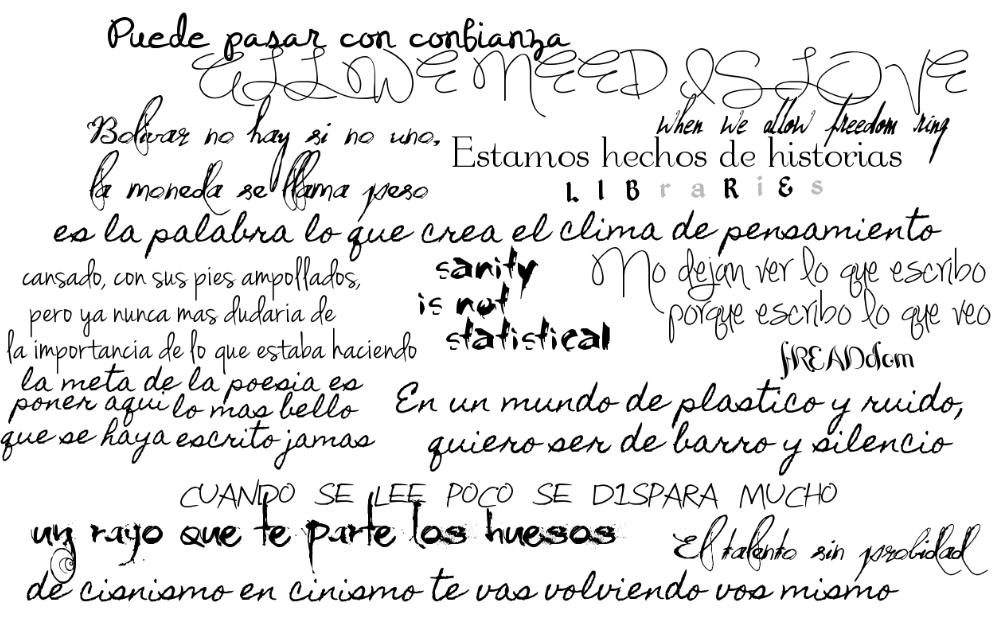 Puede pasar con confianza
ALL WE NEED IS LOVE
Bolivar no hay si no uno,
la moneda se llama peso
when we allow freedom ring
Estamos hechos de historias
LIBraRiEs
es la palabra lo que crea el clima de pensamiento
cansado, con sus pies ampollados,
pero ya nunca mas dudaria de
la importancia de lo que estaba haciendo
sanity
is not
statistical
No dejan ver lo que escribo
porque escribo lo que veo
fREADdom
la meta de la poesia es
poner aqui lo mas bello
que se haya escrito jamas
En un mundo de plastico y ruido,
quiero ser de barro y silencio
CUANDO SE LEE POCO SE DISPARA MUCHO
un rayo que te parte los huesos
El talento sin probidad
de cisnismo en cinismo te vas volviendo vos mismo